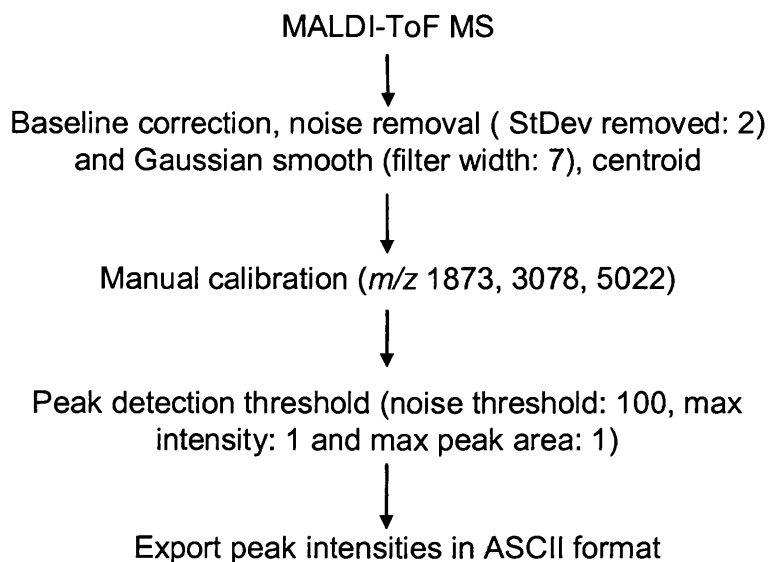 MALDI-ToF MS
Baseline correction, noise removal ( StDev removed: 2)
and Gaussian smooth (filter width: 7), centroid
Manual calibration (m/z 1873, 3078, 5022)
Peak detection threshold (noise threshold: 100, max
intensity: 1 and max peak area: 1)
Export peak intensities in ASCII format